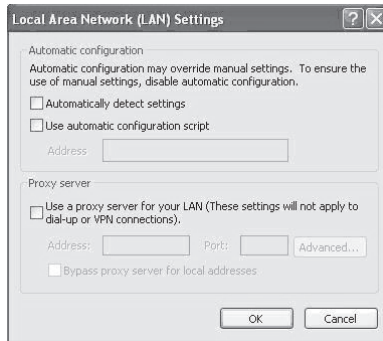 Local Area Network (LAN) Settings
Automatic configuration
Automatic configuration may override manual settings. To ensure the
use of manual settings, disable automatic configuration.
Automatically detect settings
Use automatic configuration script
Address
Proxy server
Use a proxy server for your LAN (These settings will not apply to
dial-up or VPN connections).
Address:
Port:
Advanced...
Bypass proxy server for local addresses
OK
Cancel